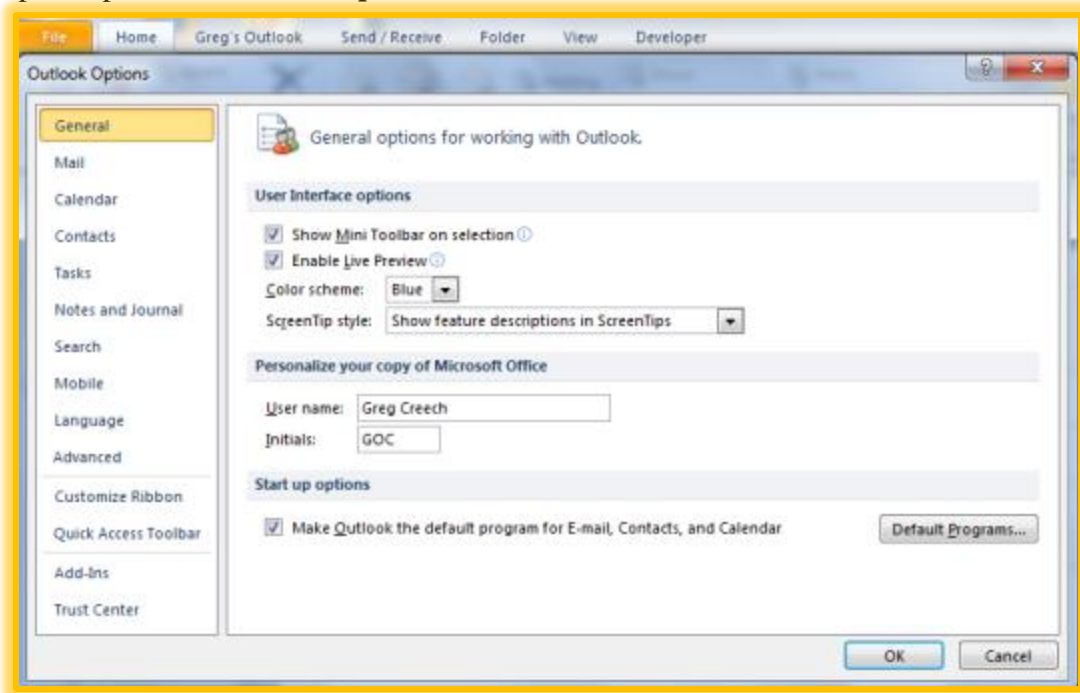 File Home Greg's Outlook Send / Receive Folder View Developer
Outlook Options
General
Mail
Calendar
Contacts
Tasks
Notes and Journal
Search
Mobile
Language
Advanced
Customize Ribbon
Quick Access Toolbar
Add-Ins
Trust Center
General options for working with Outlook.
User Interface options
Show Mini Toolbar on selection
Enable Live Preview
Color scheme: Blue
ScreenTip style: Show feature descriptions in ScreenTips
Personalize your copy of Microsoft Office
User name: Greg Creech
Initials: GOC
Start up options
Make Outlook the default program for E-mail, Contacts, and Calendar Default Programs...
OK Cancel